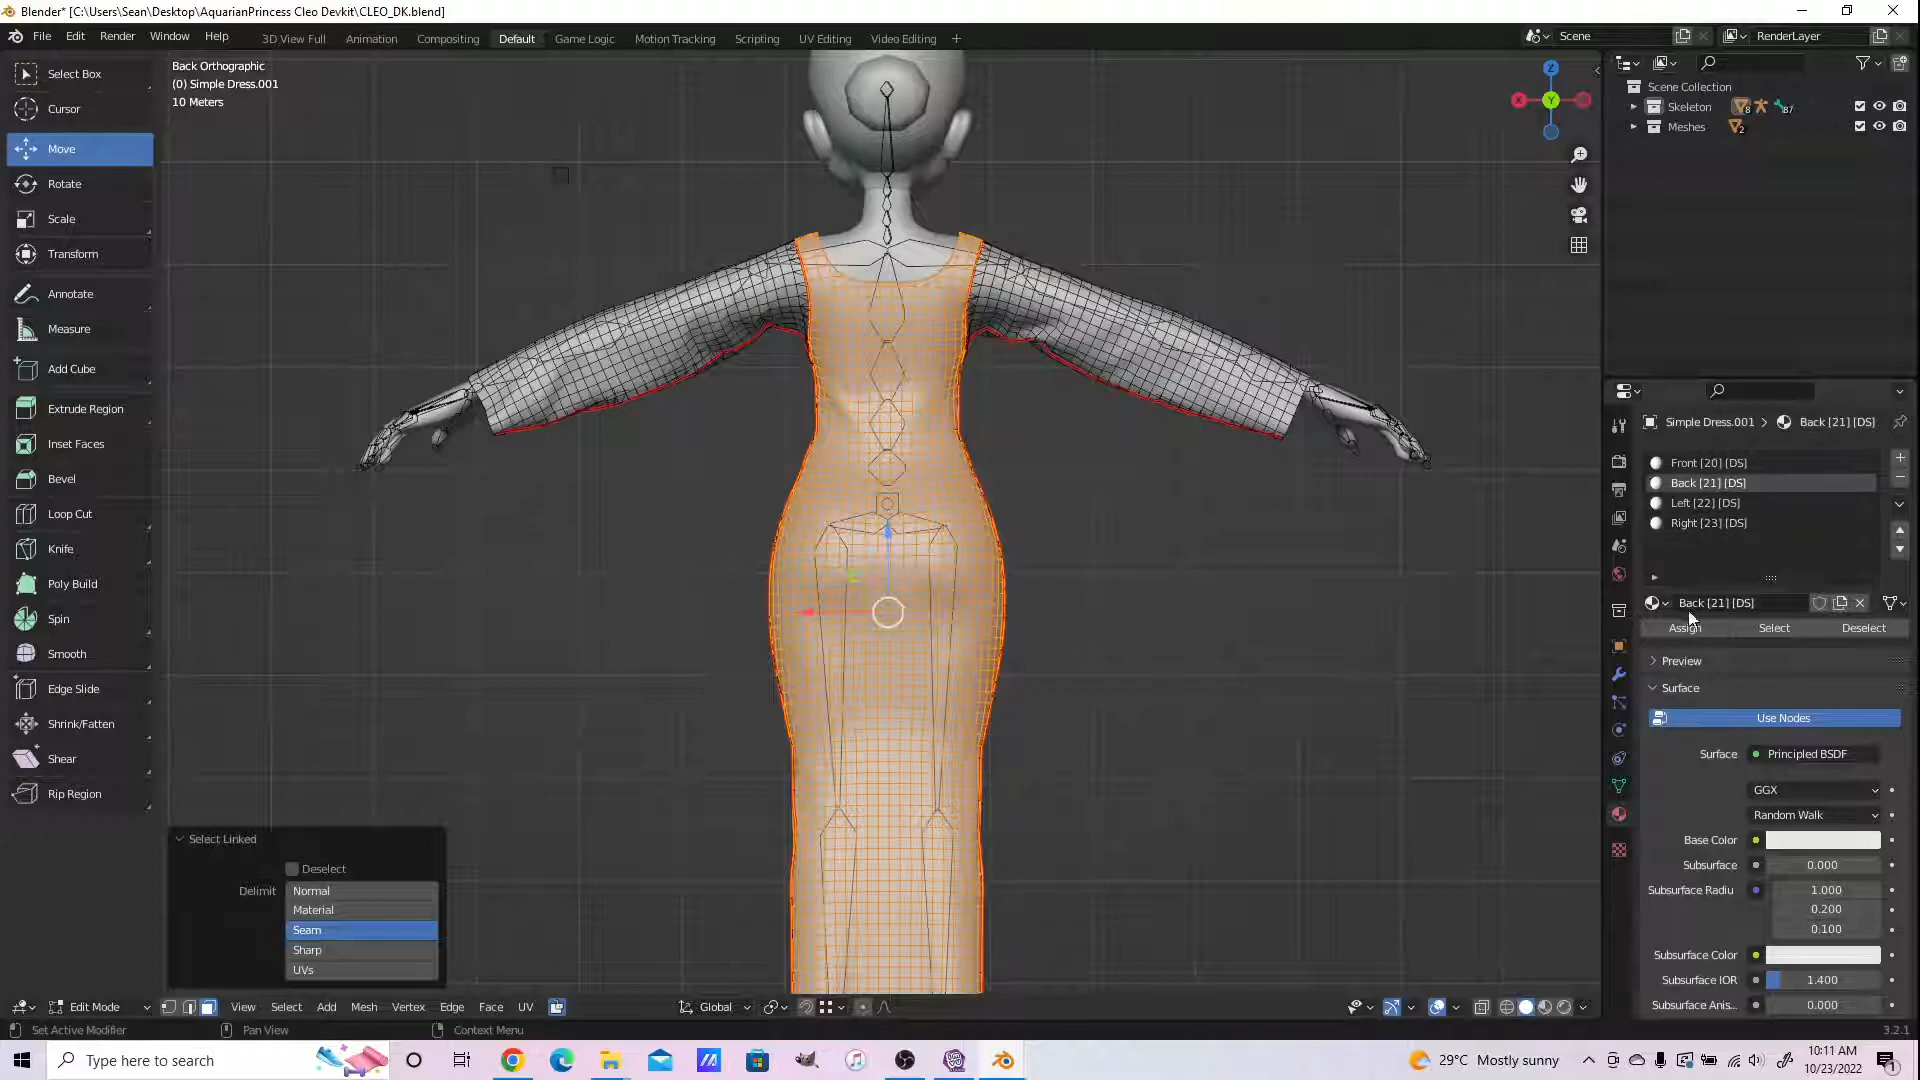 Blender* [C:\Users\Sean\Desktop\AquarianPrincess Cleo Devkit\CLEO_DK.blend]
File Edit Render Window Help
3D View Full Animation Compositing Default Game Logic Motion Tracking Scripting UV Editing Video Editing +
Scene
RenderLayer
Select Box
Cursor
Move
Rotate
Scale
Transform
Annotate
Measure
Add Cube
Extrude Region
Inset Faces
Bevel
Loop Cut
Knife
Poly Build
Spin
Smooth
Edge Slide
Shrink/Fatten
Shear
Rip Region
Back Orthographic
(0) Simple Dress.001
10 Meters
Z
X
Y
Select Linked
Deselect
Delimit
Normal
Material
Seam
Sharp
UVs
Scene Collection
Skeleton 8 87
Meshes 2
Simple Dress.001 > Back [21] [DS]
Front [20] [DS]
Back [21] [DS]
Left [22] [DS]
Right [23] [DS]
Back [21] [DS]
Assign Select Deselect
Preview
Surface
Use Nodes
Surface Principled BSDF
GGX
Random Walk
Base Color
Subsurface 0.000
Subsurface Radiu 1.000
0.200
0.100
Subsurface Color
Subsurface IOR 1.400
Subsurface Anis... 0.000
Edit Mode View Select Add Mesh Vertex Edge Face UV Global
Set Active Modifier Pan View Context Menu 3.2.1
Type here to search
29°C Mostly sunny
10:11 AM
10/23/2022
1